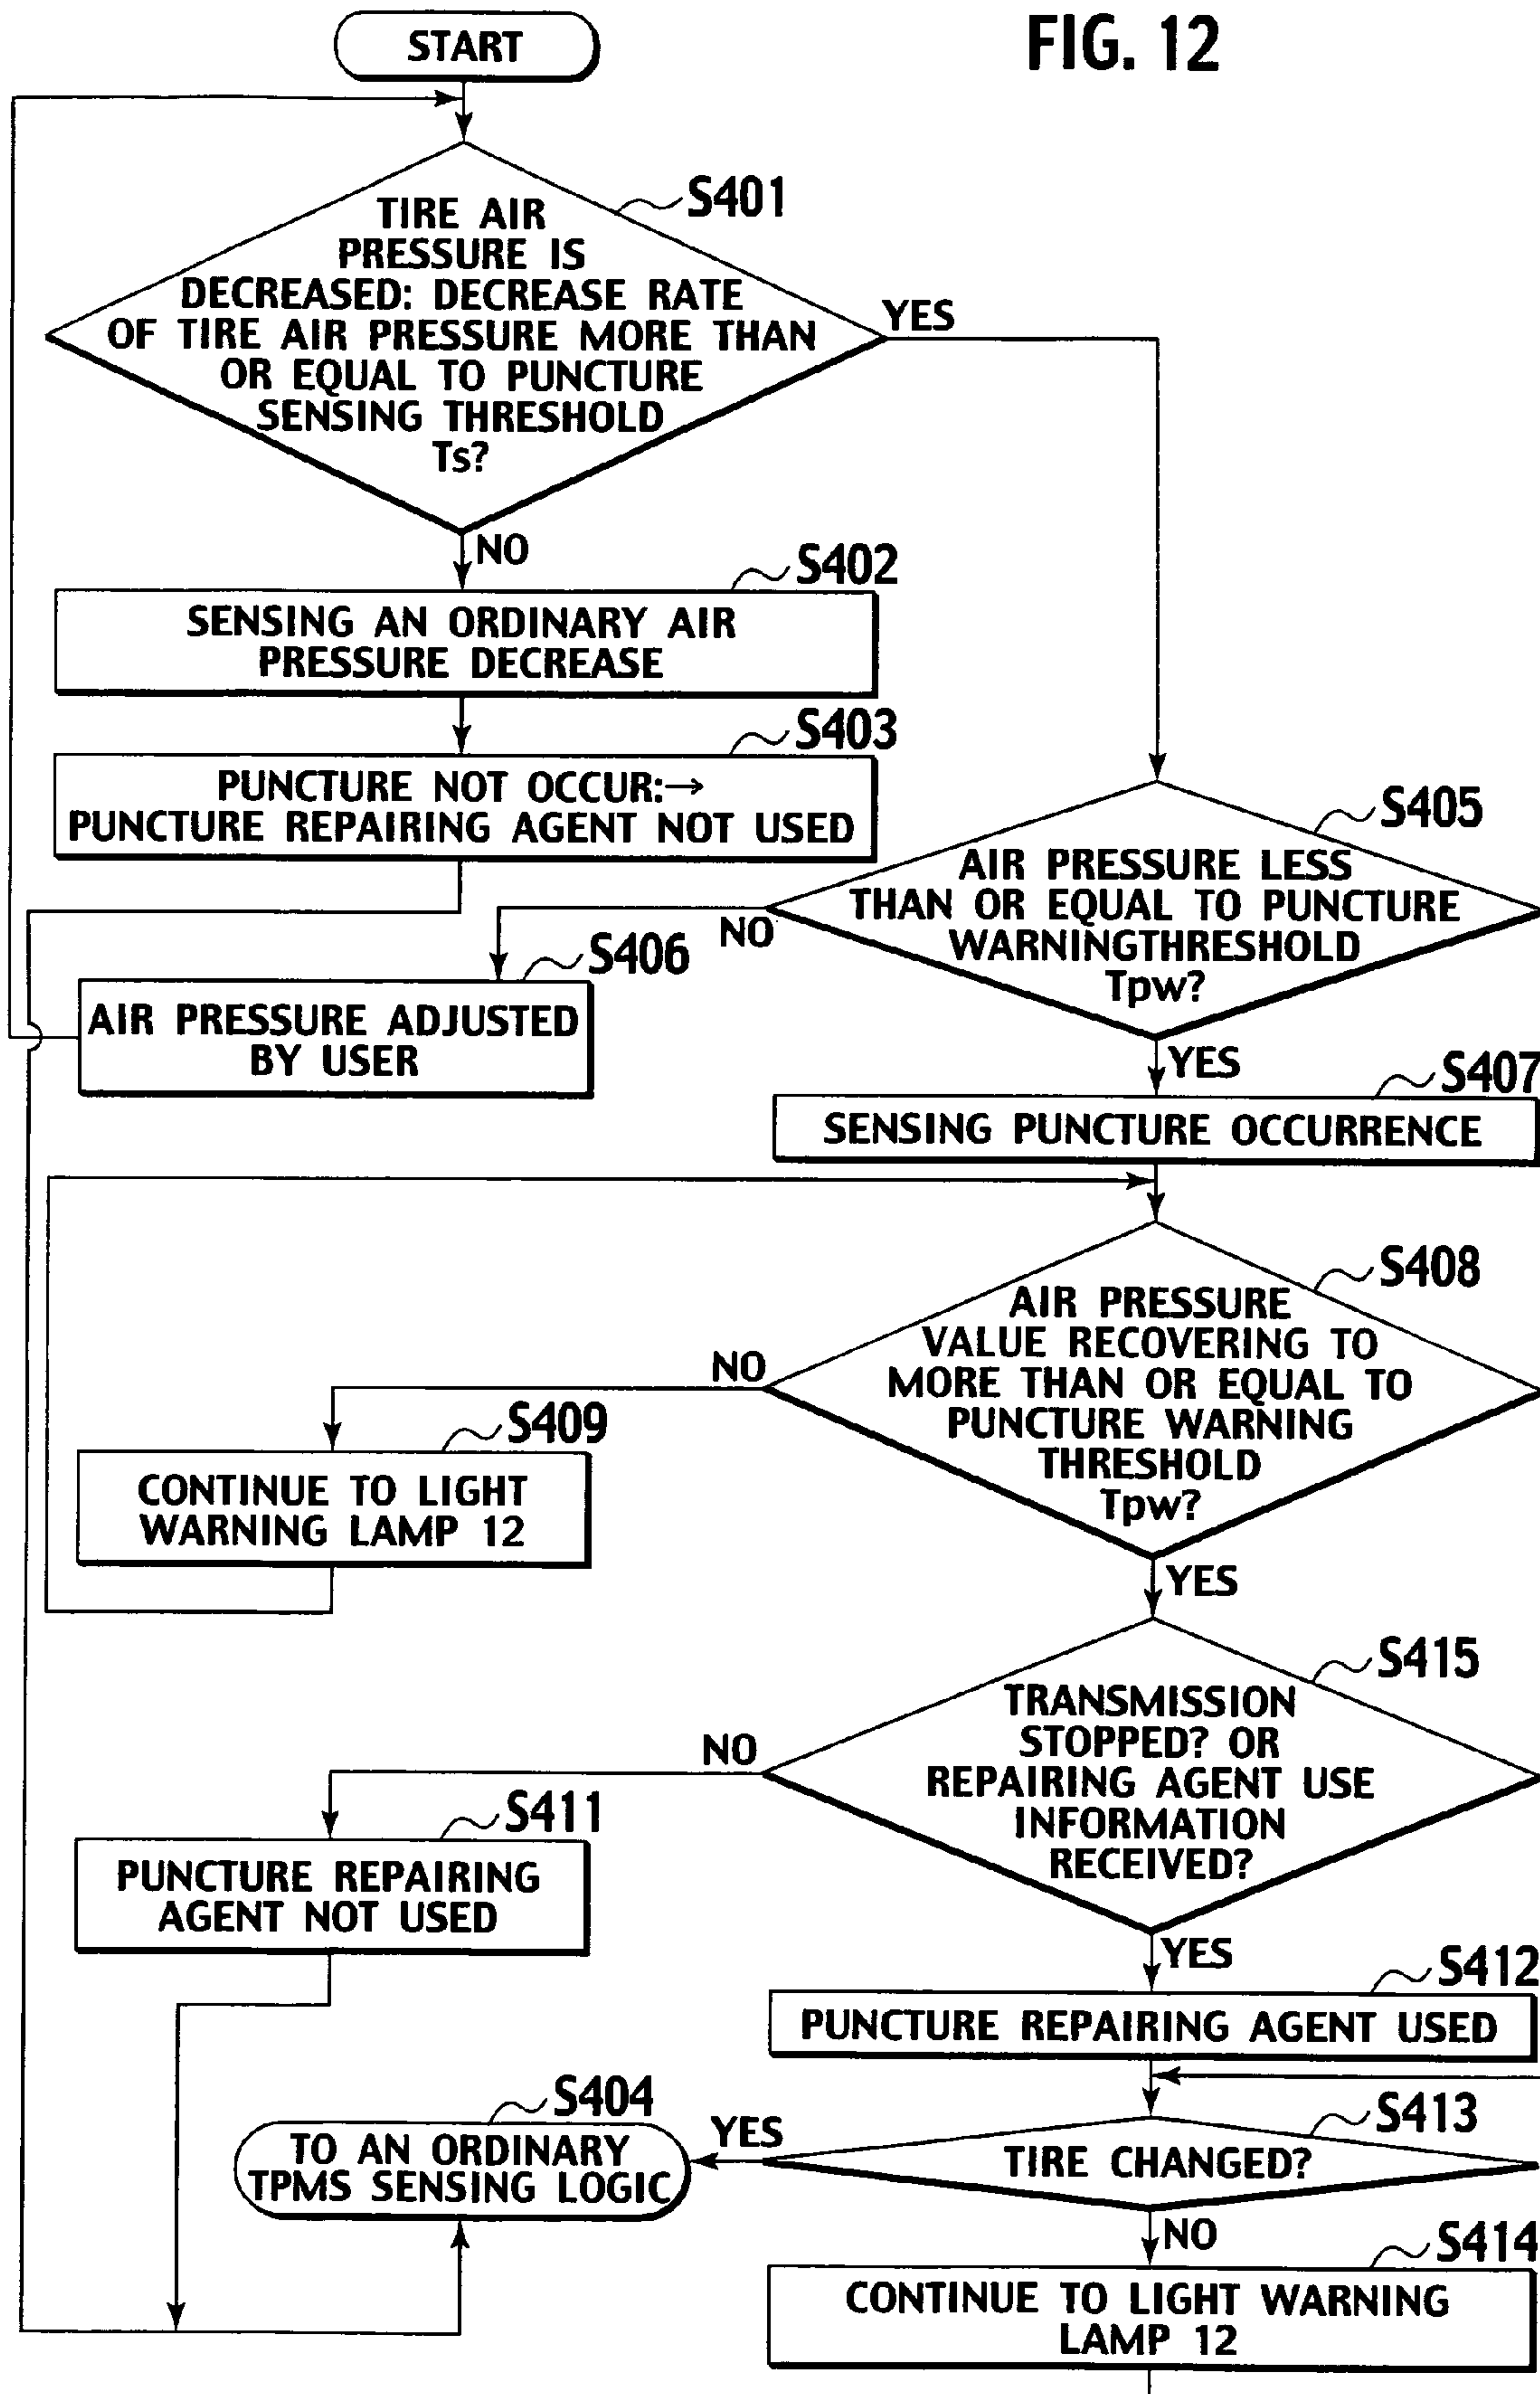 FIG. 12
START
S401
TIRE AIR
PRESSURE IS
DECREASED: DECREASE RATE
OF TIRE AIR PRESSURE MORE THAN
OR EQUAL TO PUNCTURE
SENSING THRESHOLD
Ts?
YES
NO
S402
SENSING AN ORDINARY AIR
PRESSURE DECREASE
S403
PUNCTURE NOT OCCUR:→
PUNCTURE REPAIRING AGENT NOT USED
S405
AIR PRESSURE LESS
THAN OR EQUAL TO PUNCTURE
WARNINGTHRESHOLD
Tpw?
NO
S406
AIR PRESSURE ADJUSTED
BY USER
YES
S407
SENSING PUNCTURE OCCURRENCE
S408
AIR PRESSURE
VALUE RECOVERING TO
MORE THAN OR EQUAL TO
PUNCTURE WARNING
THRESHOLD
Tpw?
NO
S409
CONTINUE TO LIGHT
WARNING LAMP 12
YES
S415
TRANSMISSION
STOPPED? OR
REPAIRING AGENT USE
INFORMATION
RECEIVED?
NO
S411
PUNCTURE REPAIRING
AGENT NOT USED
YES
S412
PUNCTURE REPAIRING AGENT USED
S413
TIRE CHANGED?
YES
S404
TO AN ORDINARY
TPMS SENSING LOGIC
NO
S414
CONTINUE TO LIGHT WARNING
LAMP 12